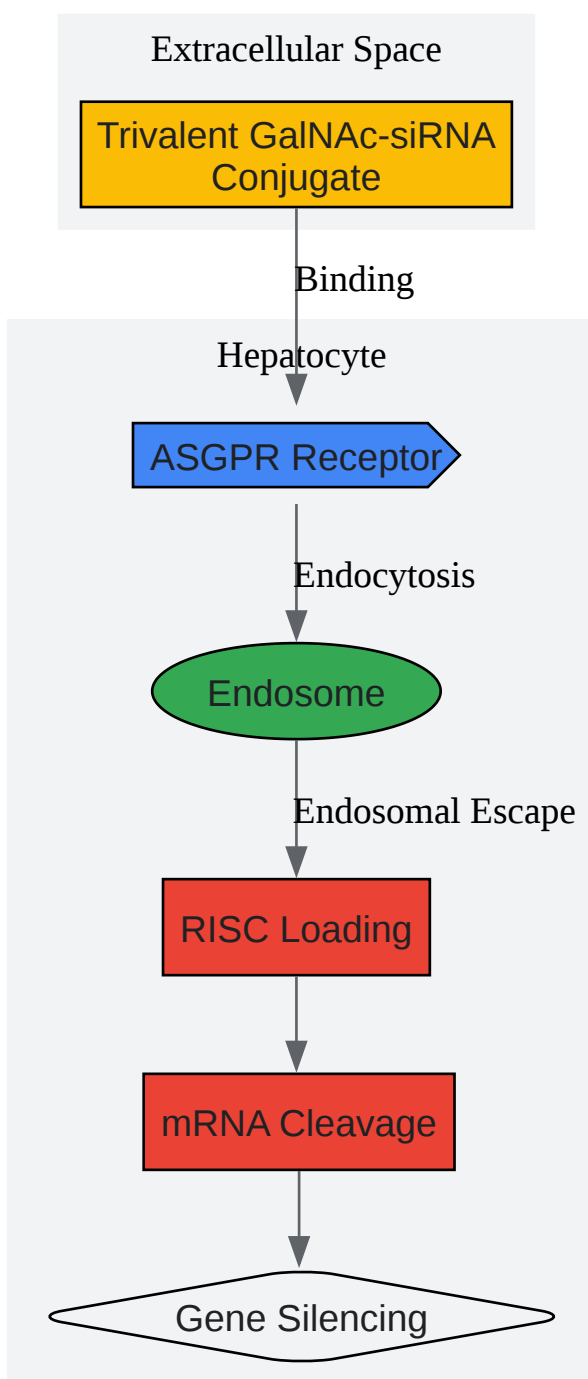 Extracellular Space
Trivalent GalNAc-siRNA
Conjugate
Binding
Hepatocyte
ASGPR Receptor
Endocytosis
Endosome
Endosomal Escape
RISC Loading
mRNA Cleavage
Gene Silencing